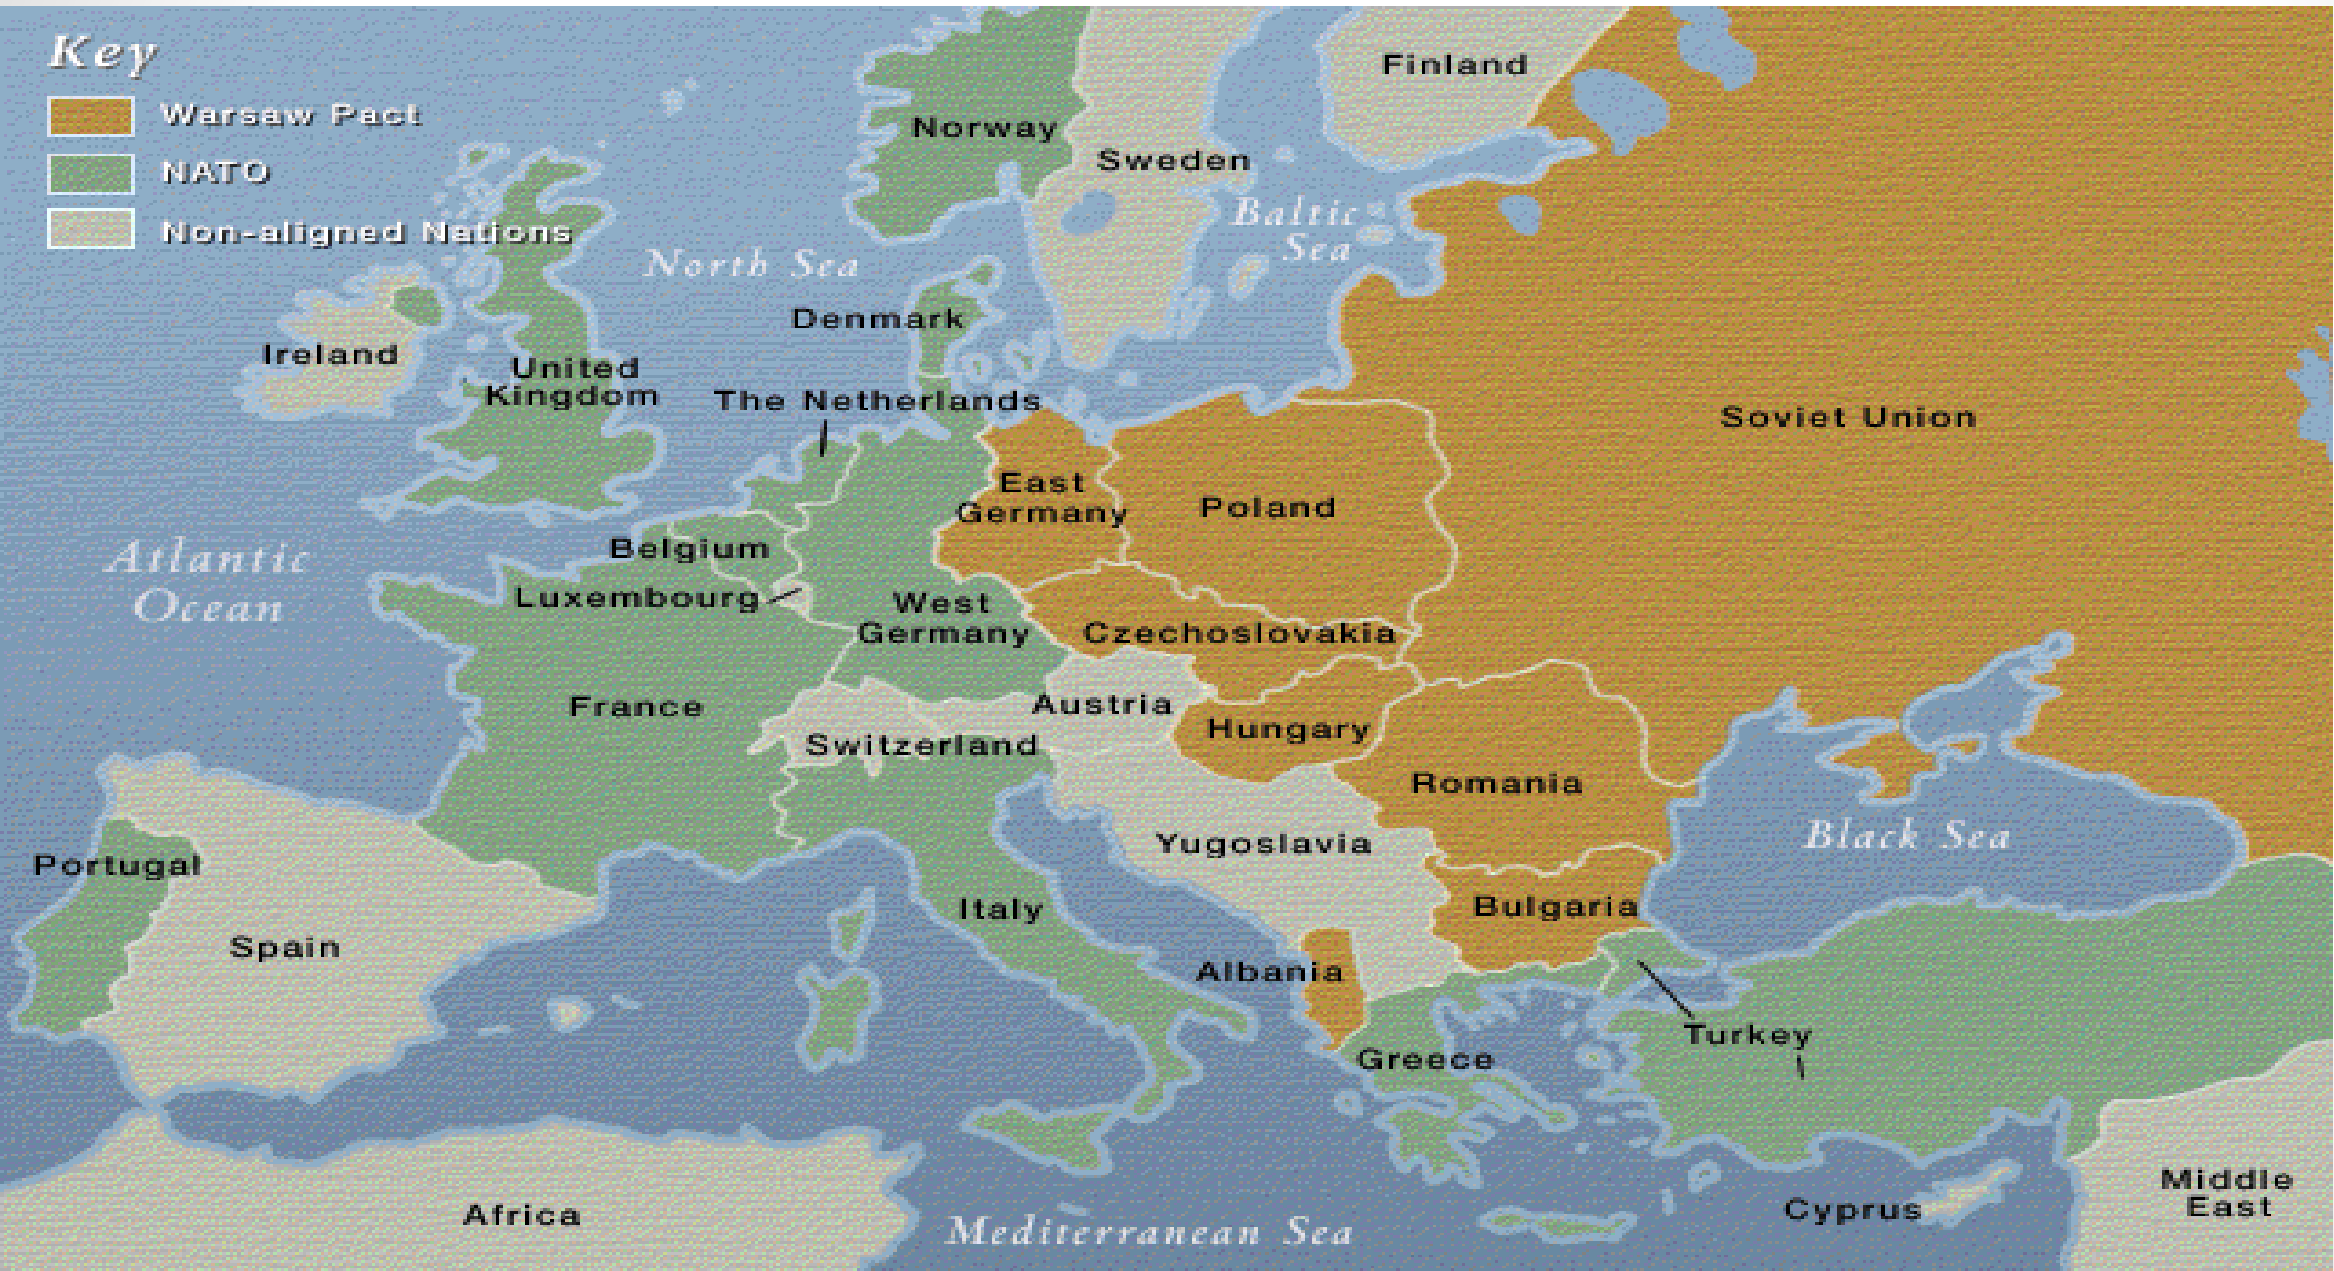 Key
Warsaw Pact
NATO
Non-aligned Nations
Finland
Norway
Sweden
Baltic
Sea
North Sea
Denmark
Ireland
United
Kingdom
The Netherlands
Soviet Union
East
Germany
Poland
Belgium
Atlantic
Ocean
Luxembourg
West
Germany
Czechoslovakia
France
Austria
Hungary
Switzerland
Romania
Yugoslavia
Black Sea
Portugal
Spain
Italy
Bulgaria
Albania
Turkey
Greece
Middle
East
Cyprus
Africa
Mediterranean Sea